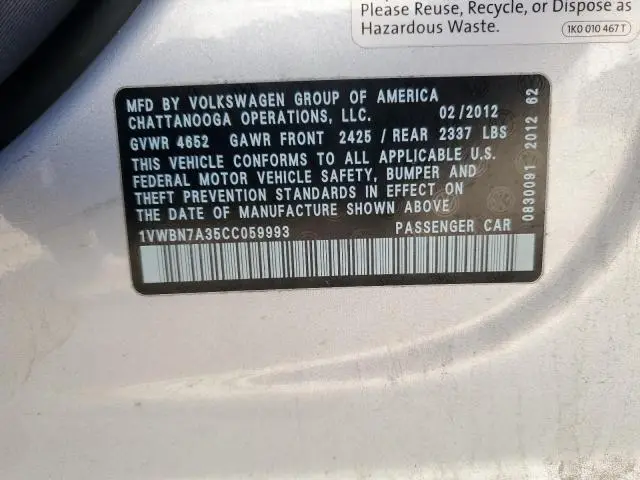 Please Reuse, Recycle, or Dispose as
Hazardous Waste.
1K0 010 467 T
MFD BY VOLKSWAGEN GROUP OF AMERICA
CHATTANOOGA OPERATIONS, LLC. 02/2012
GVWR 4652 GAWR FRONT 2425 / REAR 2337 LBS
THIS VEHICLE CONFORMS TO ALL APPLICABLE U.S.
FEDERAL MOTOR VEHICLE SAFETY, BUMPER AND
THEFT PREVENTION STANDARDS IN EFFECT ON
THE DATE OF MANUFACTURE SHOWN ABOVE
1VWBN7A35CC059993 PASSENGER CAR
0830091 2012 62